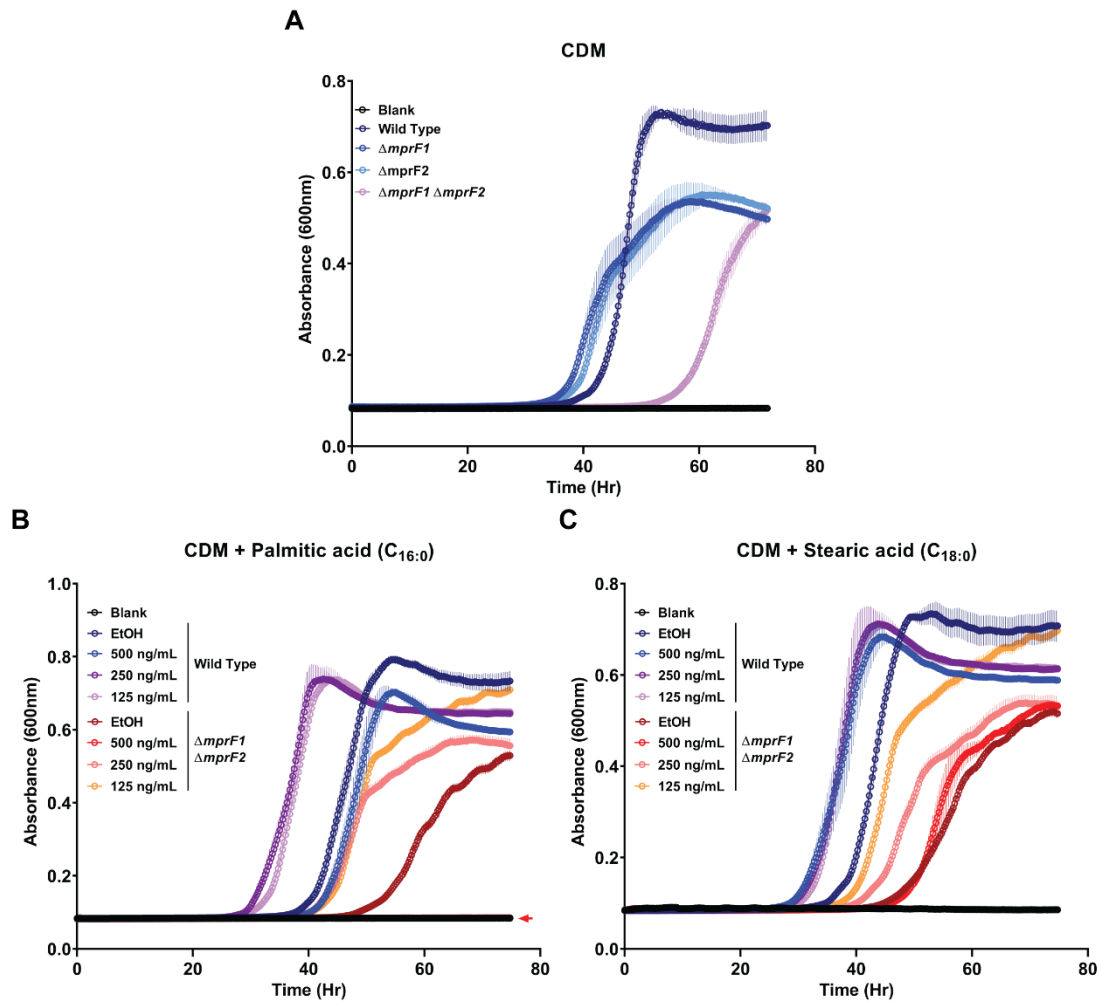 A
CDM
Absorbance (600nm)
0.8
0.6
0.4
0.2
0.0
Blank
Wild Type
ΔmprF1
ΔmprF2
ΔmprF1 ΔmprF2
0 20 40 60 80
Time (Hr)
B
CDM + Palmitic acid (C16:0)
Absorbance (600nm)
1.0
0.8
0.6
0.4
0.2
0.0
Blank
EtOH
500 ng/mL
250 ng/mL
125 ng/mL
Wild Type
EtOH
500 ng/mL
250 ng/mL
125 ng/mL
ΔmprF1
ΔmprF2
0 20 40 60 80
Time (Hr)
C
CDM + Stearic acid (C18:0)
Absorbance (600nm)
0.8
0.6
0.4
0.2
0.0
Blank
EtOH
500 ng/mL
250 ng/mL
125 ng/mL
Wild Type
EtOH
500 ng/mL
250 ng/mL
125 ng/mL
ΔmprF1
ΔmprF2
0 20 40 60 80
Time (Hr)